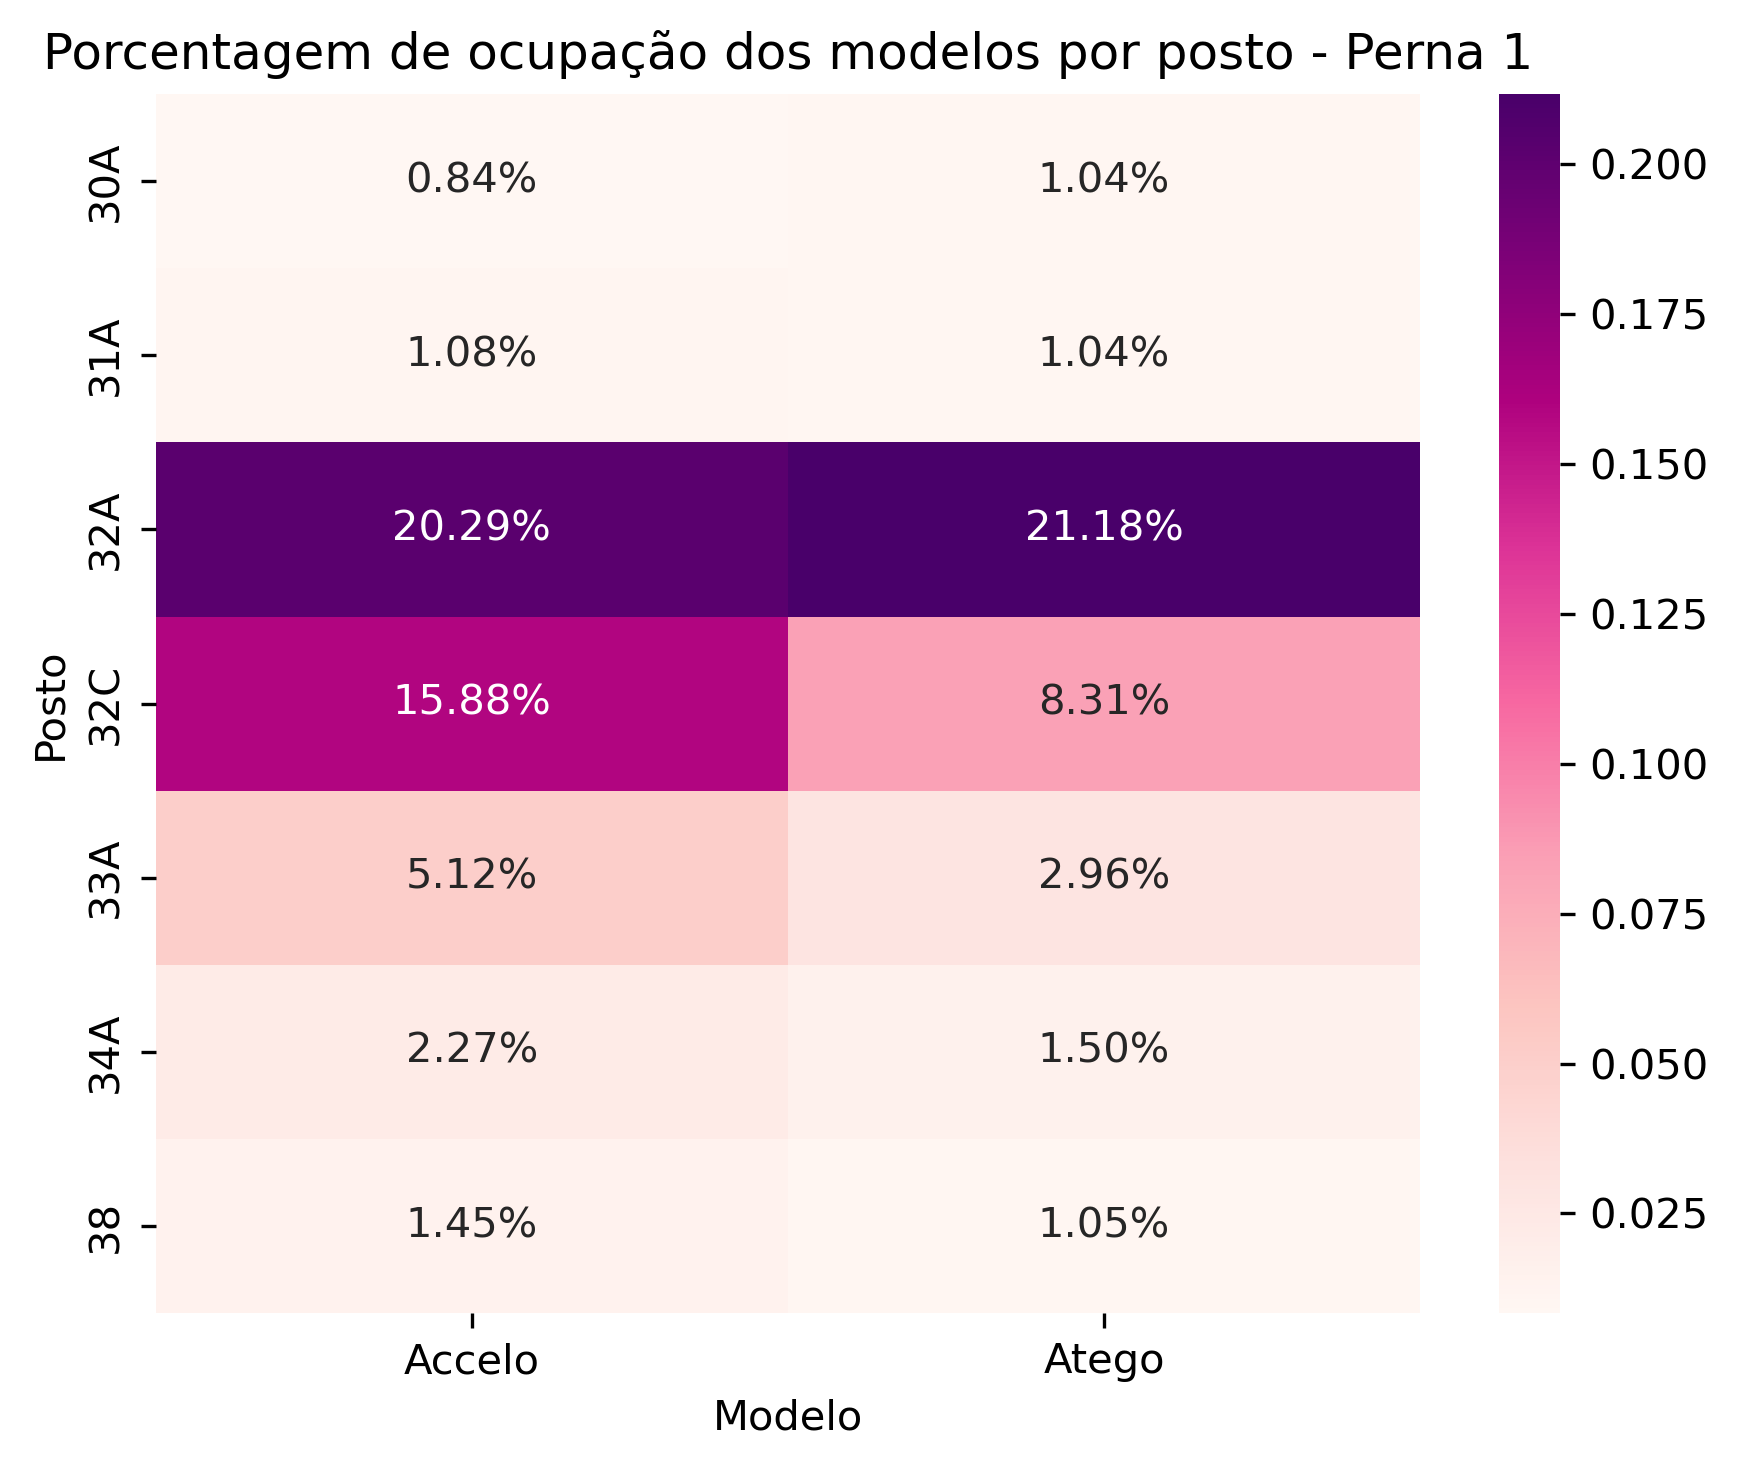 Porcentagem de ocupação dos modelos por posto - Perna 1
30A
0.84%
1.04%
31A
1.08%
1.04%
32A
20.29%
21.18%
32C
15.88%
8.31%
33A
5.12%
2.96%
34A
2.27%
1.50%
38
1.45%
1.05%
Posto
Accelo
Atego
Modelo
0.200
0.175
0.150
0.125
0.100
0.075
0.050
0.025